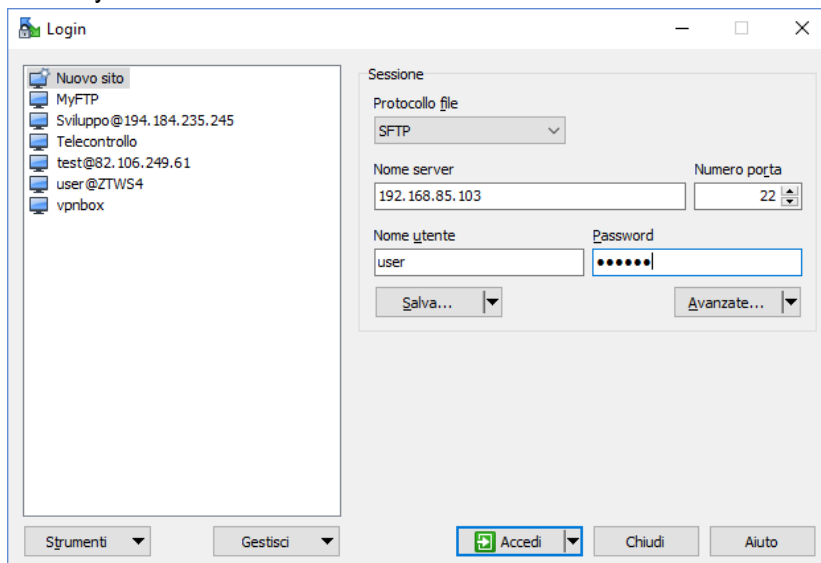 Login
Nuovo sito
MyFTP
Sviluppo@194.184.235.245
Telecontrollo
test@82.106.249.61
user@ZTWS4
vpnbox
Sessione
Protocollo file
SFTP
Nome server
Numero porta
192.168.85.103
22
Nome utente
Password
user
••••••
Salva...
Avanzate...
Strumenti
Gestisci
Accedi
Chiudi
Aiuto